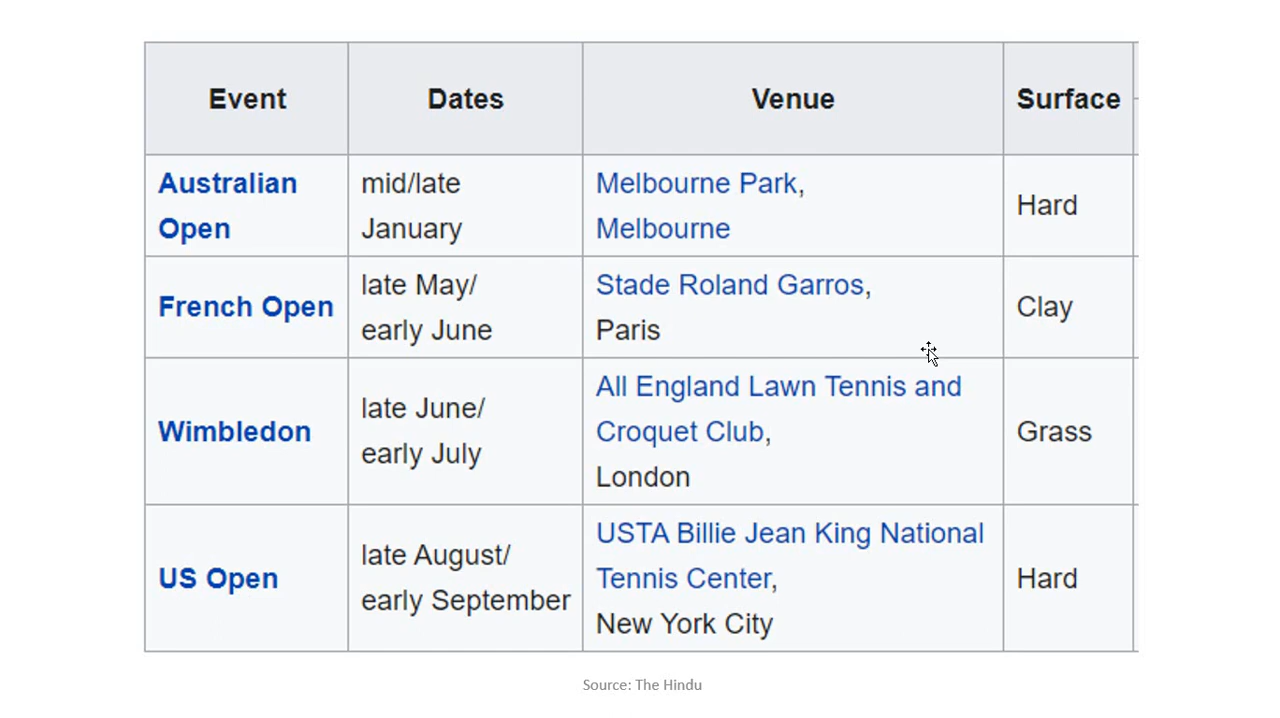 Event Dates Venue Surface
Australian
Open
mid/late
January
Melbourne Park,
Melbourne
Hard
French Open
late May/
early June
Stade Roland Garros,
Paris
Clay
Wimbledon
late June/
early July
All England Lawn Tennis and
Croquet Club,
London
Grass
US Open
late August/
early September
USTA Billie Jean King National
Tennis Center,
New York City
Hard
Source: The Hindu